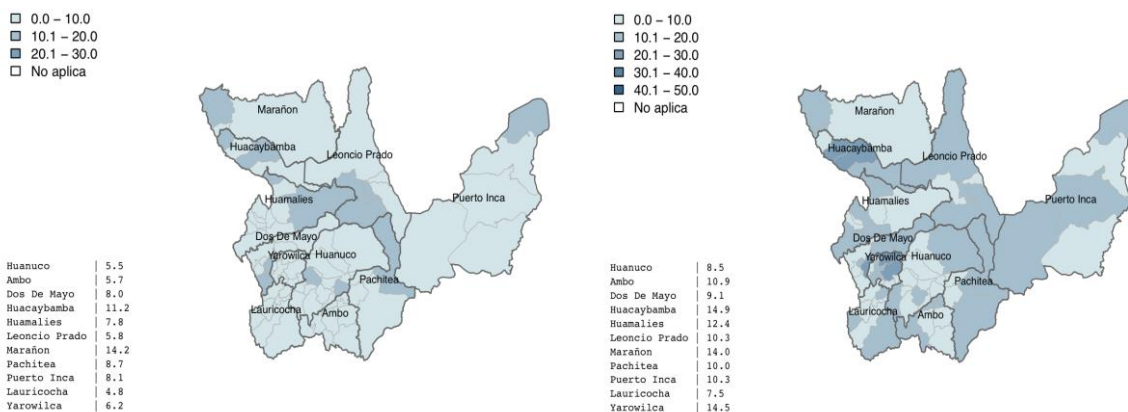 0.0 – 10.0
10.1 – 20.0
20.1 – 30.0
No aplica
Marañon
Huacaybamba
Leoncio Prado
Huamalies
Puerto Inca
Dos De Mayo
Yarowilca
Huanuco
Pachitea
Lauricocha
Ambo
Huanuco | 5.5
Ambo | 5.7
Dos De Mayo | 8.0
Huacaybamba | 11.2
Huamalies | 7.8
Leoncio Prado | 5.8
Marañon | 14.2
Pachitea | 8.7
Puerto Inca | 8.1
Lauricocha | 4.8
Yarowilca | 6.2
0.0 – 10.0
10.1 – 20.0
20.1 – 30.0
30.1 – 40.0
40.1 – 50.0
No aplica
Marañon
Huacaybamba
Leoncio Prado
Huamalies
Puerto Inca
Dos De Mayo
Yarowilca
Huanuco
Pachitea
Lauricocha
Ambo
Huanuco | 8.5
Ambo | 10.9
Dos De Mayo | 9.1
Huacaybamba | 14.9
Huamalies | 12.4
Leoncio Prado | 10.3
Marañon | 14.0
Pachitea | 10.0
Puerto Inca | 10.3
Lauricocha | 7.5
Yarowilca | 14.5